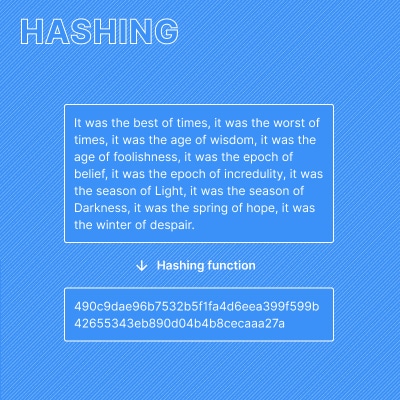 HASHING
It was the best of times, it was the worst of
times, it was the age of wisdom, it was the
age of foolishness, it was the epoch of
belief, it was the epoch of incredulity, it was
the season of Light, it was the season of
Darkness, it was the spring of hope, it was
the winter of despair.
↓ Hashing function
490c9dae96b7532b5f1fa4d6eea399f599b
42655343eb890d04b4b8cecaaa27a